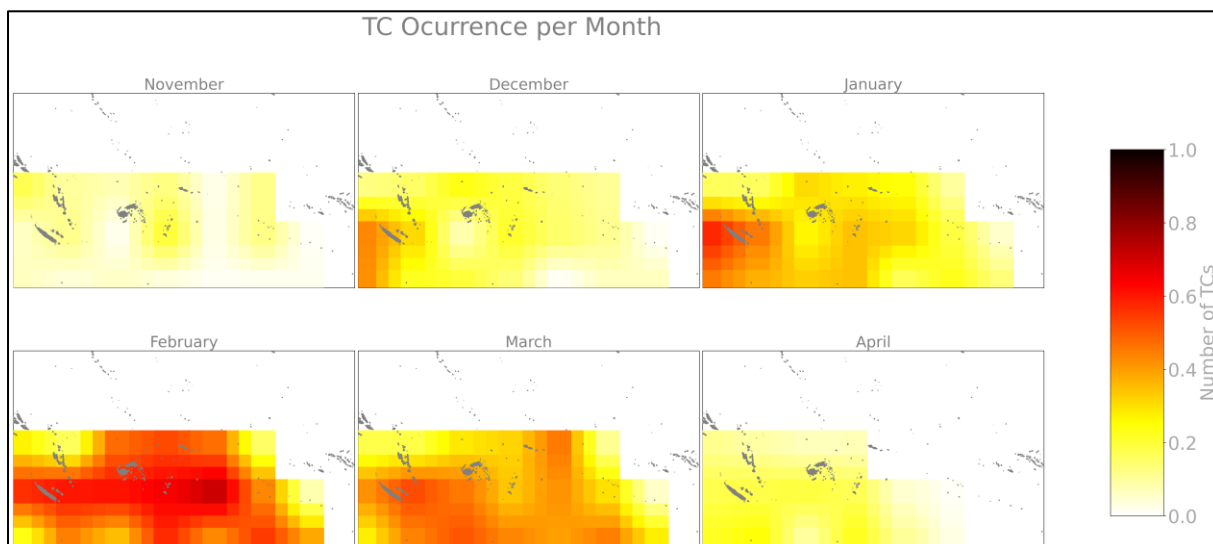 TC Ocurrence per Month
November
December
January
February
March
April
1.0
0.8
0.6
0.4
0.2
0.0
Number of TCs